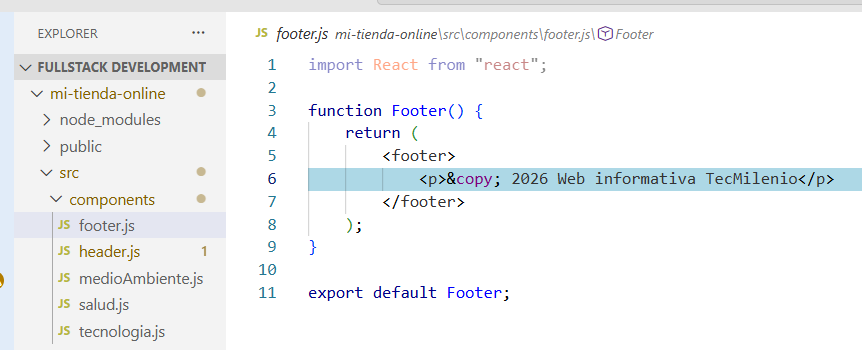 EXPLORER ···
FULLSTACK DEVELOPMENT
mi-tienda-online
node_modules
public
src
components
JS footer.js
JS header.js 1
JS medioAmbiente.js
JS salud.js
JS tecnologia.js
JS footer.js mi-tienda-online\src\components\footer.js\Footer
1 import React from "react";
2
3 function Footer() {
4 return (
5 <footer>
6 <p>&copy; 2026 Web informativa TecMilenio</p>
7 </footer>
8 );
9 }
10
11 export default Footer;